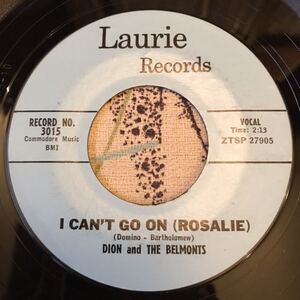 Laurie
Records
RECORD NO.
3015
Commodore Music
BMI
VOCAL
Time: 2:13
ZTSP 27905
I CAN'T GO ON (ROSALIE)
(Domino - Bartholomew)
DION and THE BELMONTS